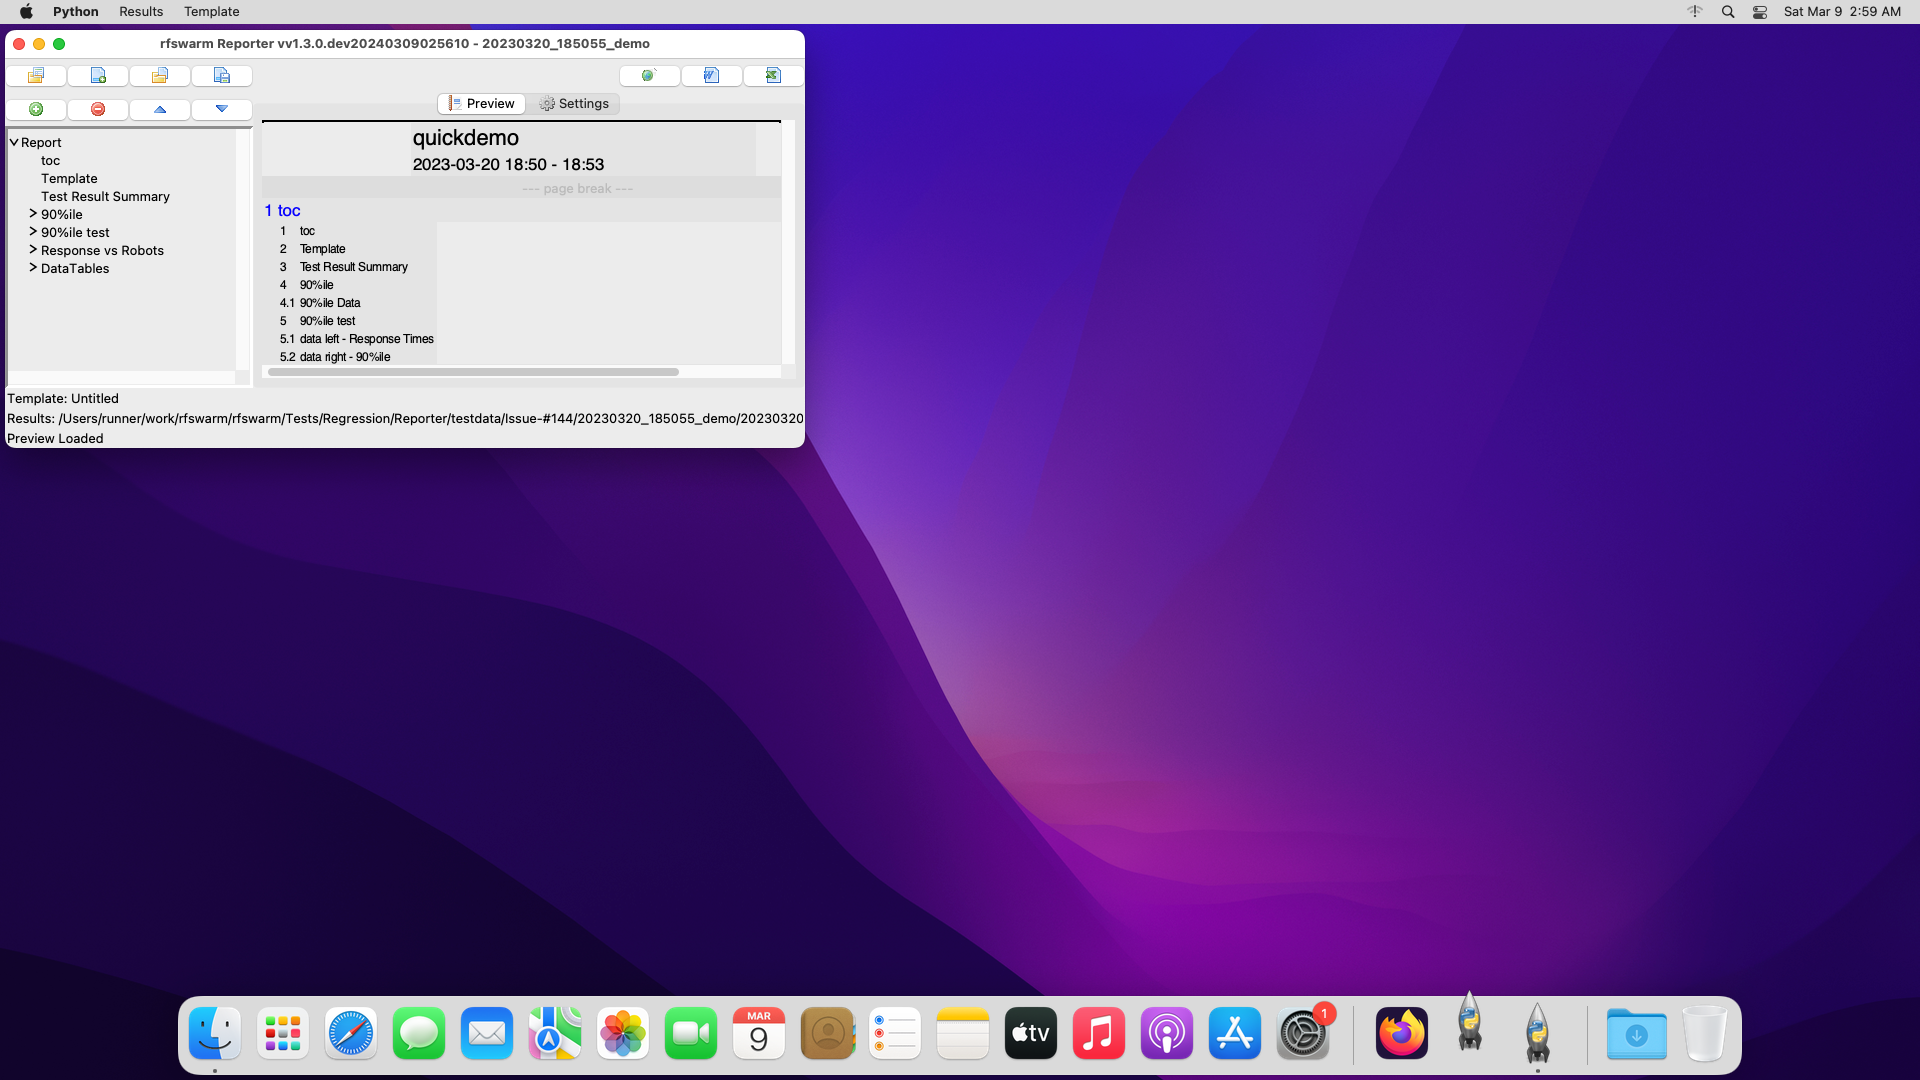 Python Results Template Sat Mar 9 2:59 AM
rfswarm Reporter vv1.3.0.dev20240309025610 - 20230320_185055_demo
Preview Settings
Report
toc
Template
Test Result Summary
90%ile
90%ile test
Response vs Robots
DataTables
quickdemo
2023-03-20 18:50 - 18:53
--- page break ---
1 toc
1 toc
2 Template
3 Test Result Summary
4 90%ile
4.1 90%ile Data
5 90%ile test
5.1 data left - Response Times
5.2 data right - 90%ile
Template: Untitled
Results: /Users/runner/work/rfswarm/rfswarm/Tests/Regression/Reporter/testdata/Issue-#144/20230320_185055_demo/20230320
Preview Loaded
MAR
9
tv
1